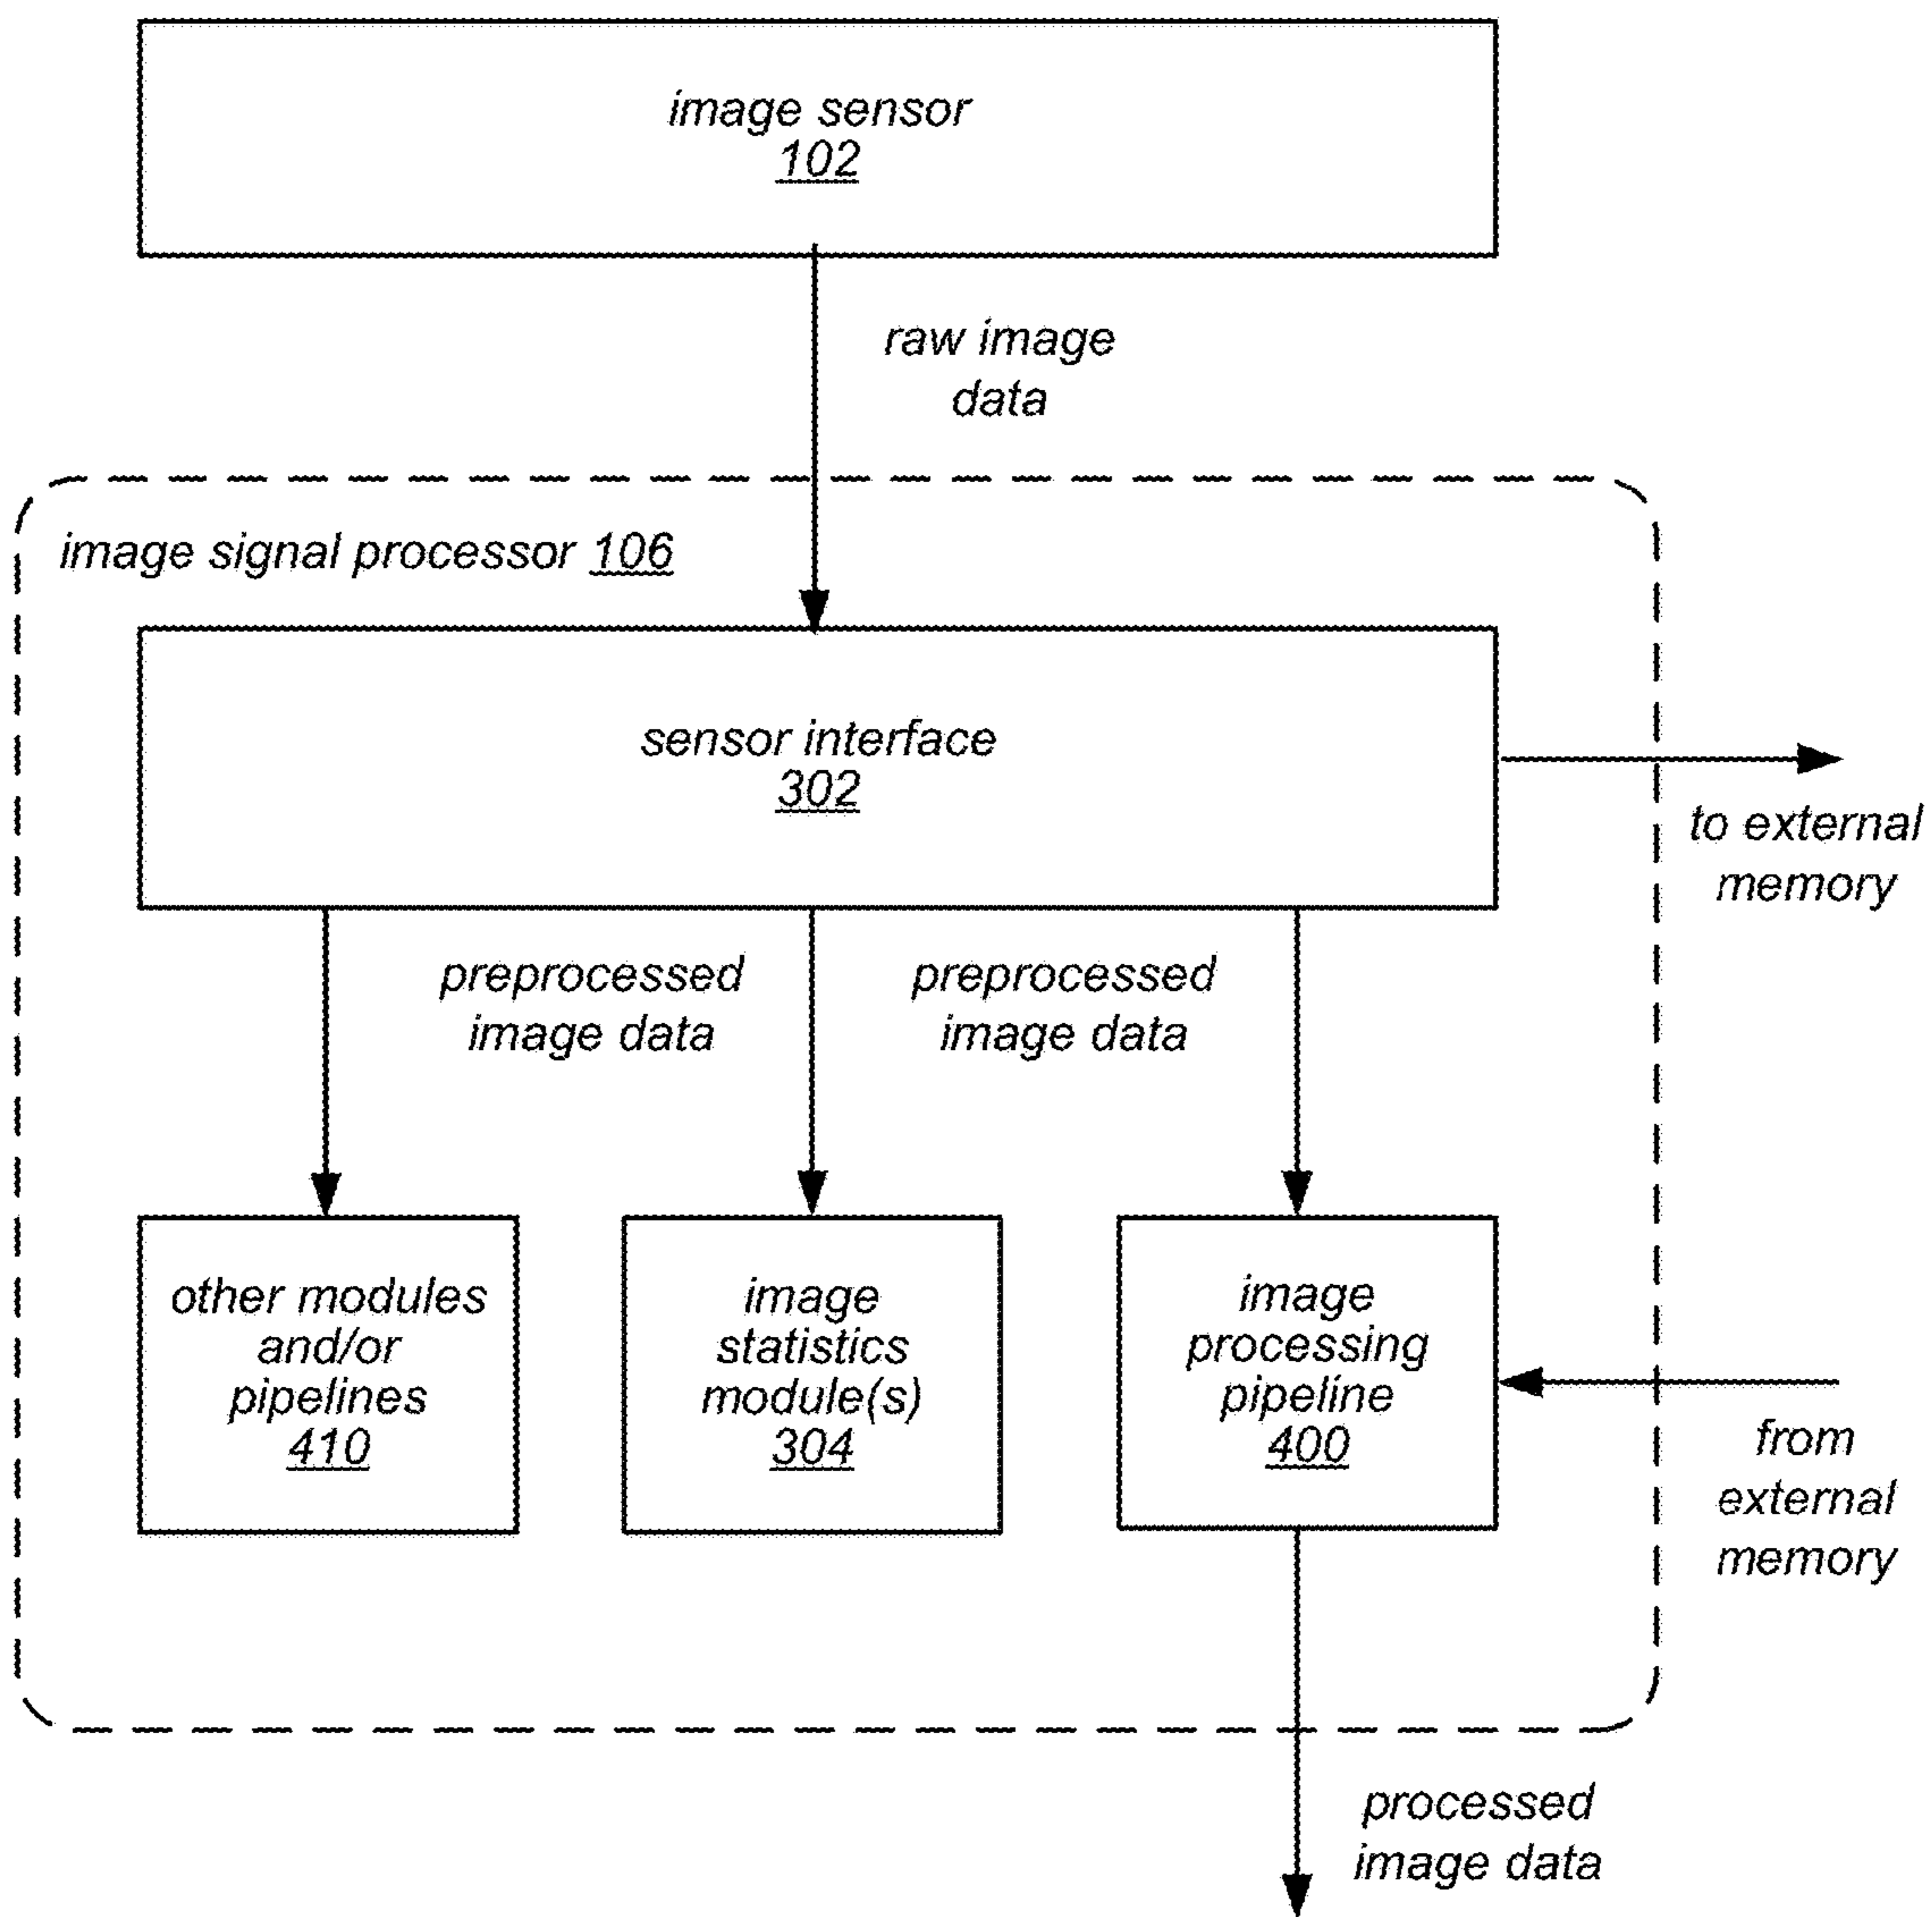 image sensor
102
raw image
data
image signal processor 106
sensor interface
302
to external
memory
preprocessed
image data
preprocessed
image data
other modules
and/or
pipelines
410
image
statistics
module(s)
304
image
processing
pipeline
400
from
external
memory
processed
image data